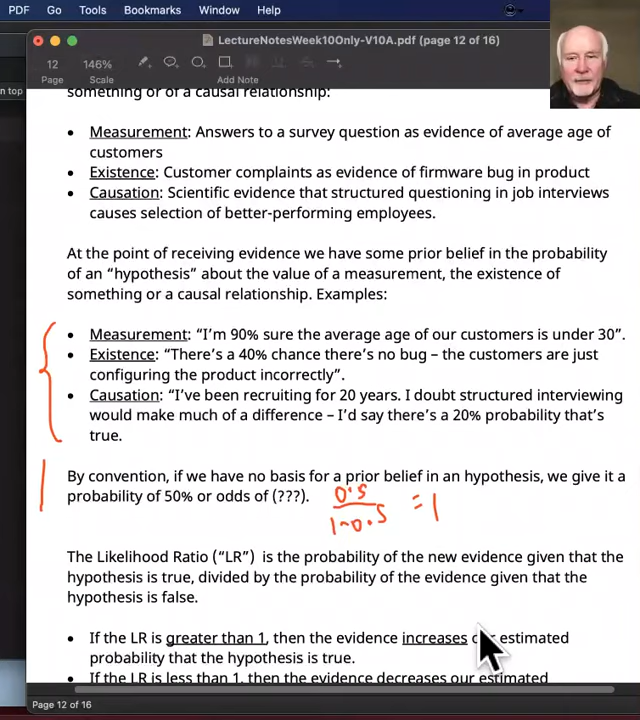 PDF Go Tools Bookmarks Window Help
LectureNotesWeek10Only-V10A.pdf (page 12 of 16)
12 146%
Page Scale Add Note
n top
something or of a causal relationship:
• Measurement: Answers to a survey question as evidence of average age of
customers
• Existence: Customer complaints as evidence of firmware bug in product
• Causation: Scientific evidence that structured questioning in job interviews
causes selection of better-performing employees.
At the point of receiving evidence we have some prior belief in the probability
of an “hypothesis” about the value of a measurement, the existence of
something or a causal relationship. Examples:
• Measurement: “I’m 90% sure the average age of our customers is under 30”.
• Existence: “There’s a 40% chance there’s no bug – the customers are just
configuring the product incorrectly”.
• Causation: “I’ve been recruiting for 20 years. I doubt structured interviewing
would make much of a difference – I’d say there’s a 20% probability that’s
true.
By convention, if we have no basis for a prior belief in an hypothesis, we give it a
probability of 50% or odds of (???).
0.5
1-0.5 = 1
The Likelihood Ratio (“LR”) is the probability of the new evidence given that the
hypothesis is true, divided by the probability of the evidence given that the
hypothesis is false.
• If the LR is greater than 1, then the evidence increases our estimated
probability that the hypothesis is true.
• If the LR is less than 1, then the evidence decreases our estimated
Page 12 of 16